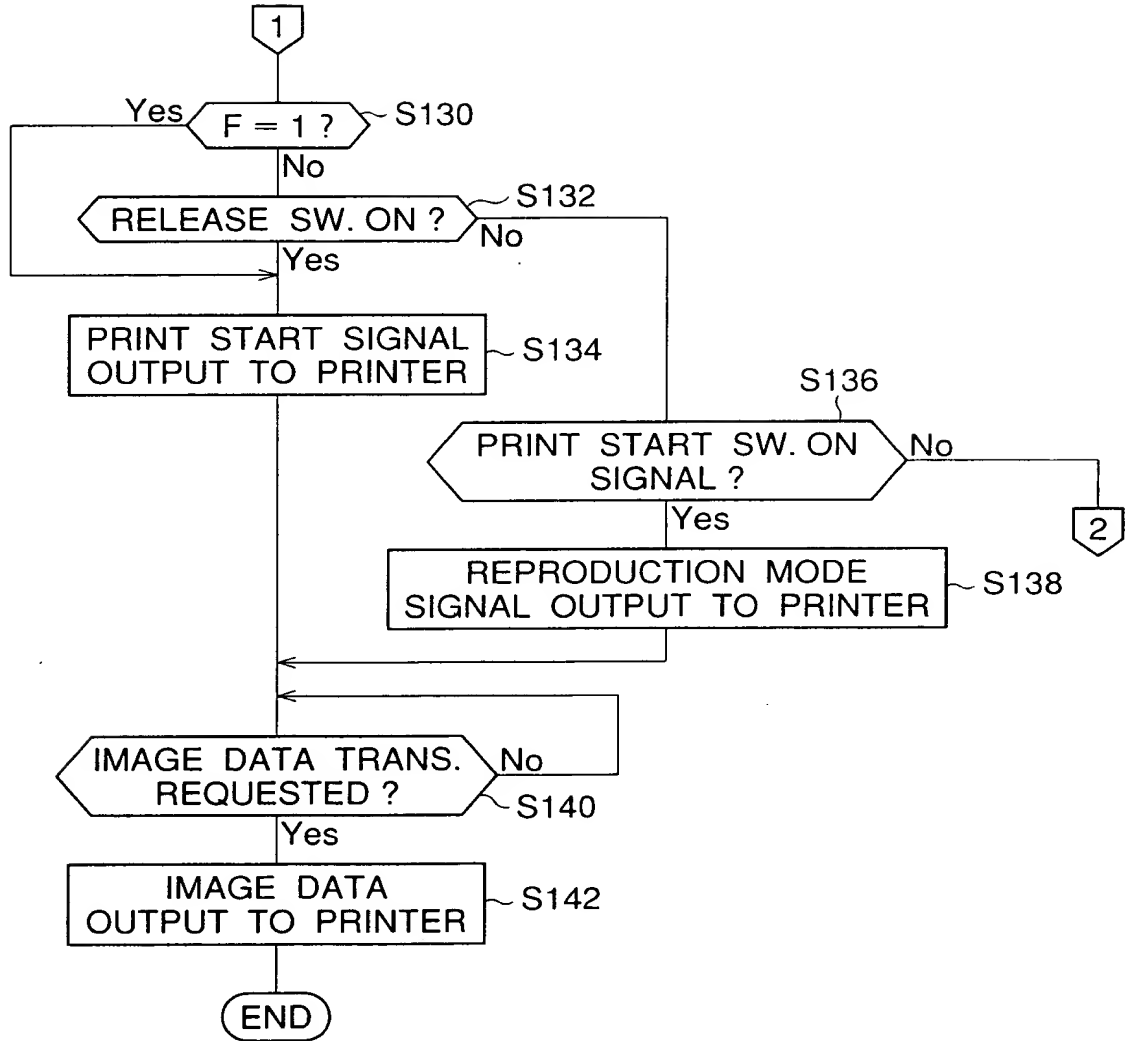 1
Yes
F = 1 ?
S130
No
RELEASE SW. ON ?
S132
No
Yes
PRINT START SIGNAL
OUTPUT TO PRINTER
S134
S136
PRINT START SW. ON
SIGNAL ?
No
Yes
2
REPRODUCTION MODE
SIGNAL OUTPUT TO PRINTER
S138
IMAGE DATA TRANS.
REQUESTED ?
No
S140
Yes
IMAGE DATA
OUTPUT TO PRINTER
S142
END